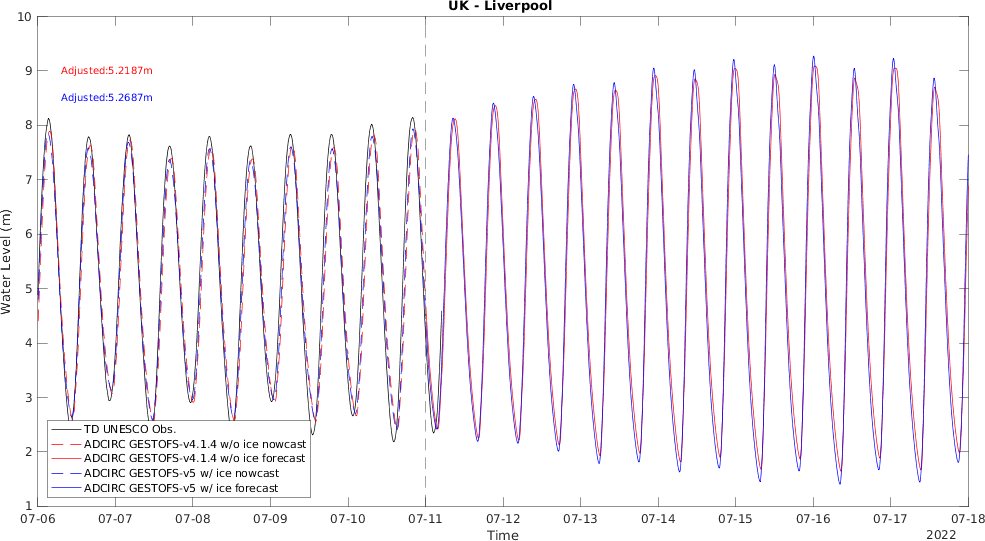 UK - Liverpool
10
9
8
7
6
5
4
3
2
1
Water Level (m)
Adjusted:5.2187m
Adjusted:5.2687m
TD UNESCO Obs.
ADCIRC GESTOFS-v4.1.4 w/o ice nowcast
ADCIRC GESTOFS-v4.1.4 w/o ice forecast
ADCIRC GESTOFS-v5 w/ ice nowcast
ADCIRC GESTOFS-v5 w/ ice forecast
07-06 07-07 07-08 07-09 07-10 07-11 07-12 07-13 07-14 07-15 07-16 07-17 07-18
Time
2022